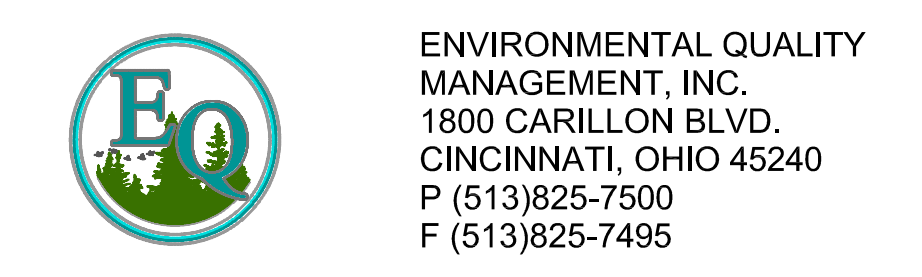 EQ
ENVIRONMENTAL QUALITY
MANAGEMENT, INC.
1800 CARILLON BLVD.
CINCINNATI, OHIO 45240
P (513)825-7500
F (513)825-7495